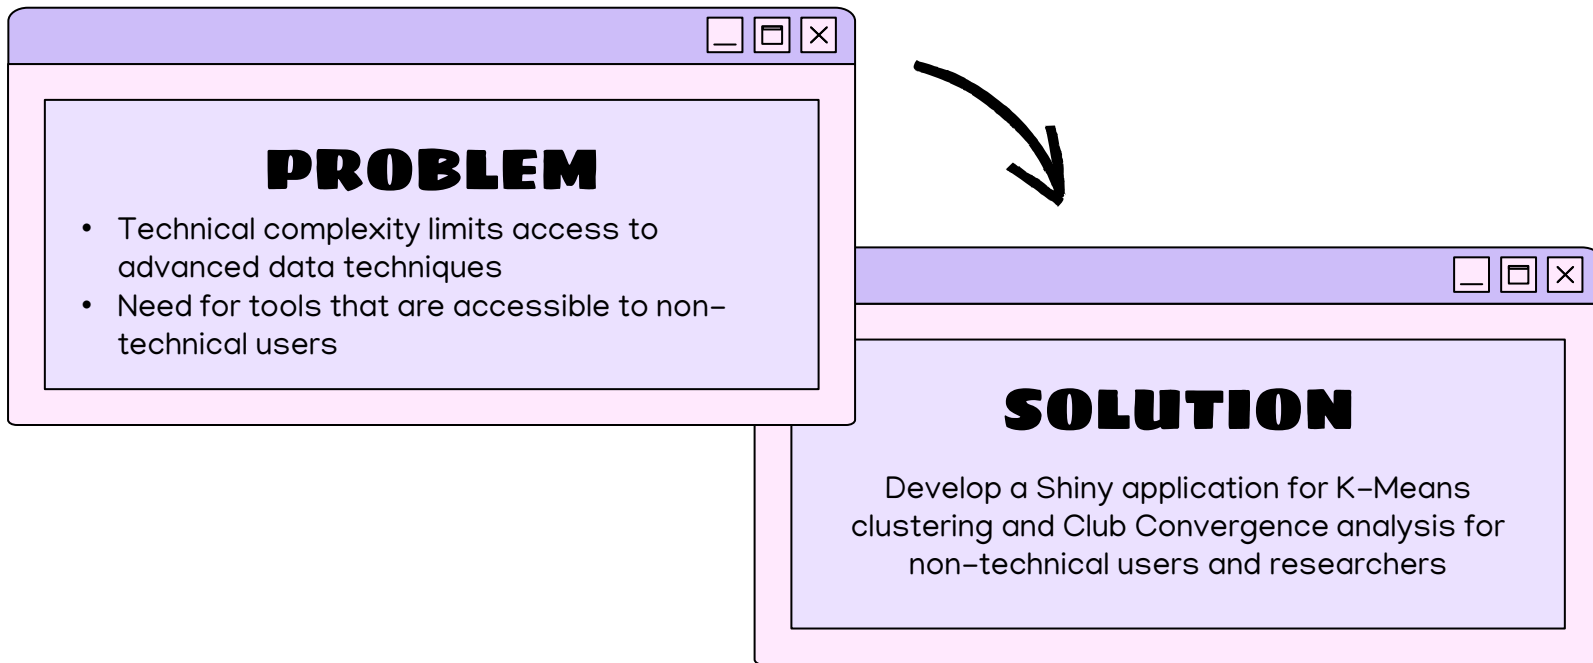 PROBLEM
• Technical complexity limits access to
advanced data techniques
• Need for tools that are accessible to non-
technical users
SOLUTION
Develop a Shiny application for K-Means
clustering and Club Convergence analysis for
non-technical users and researchers